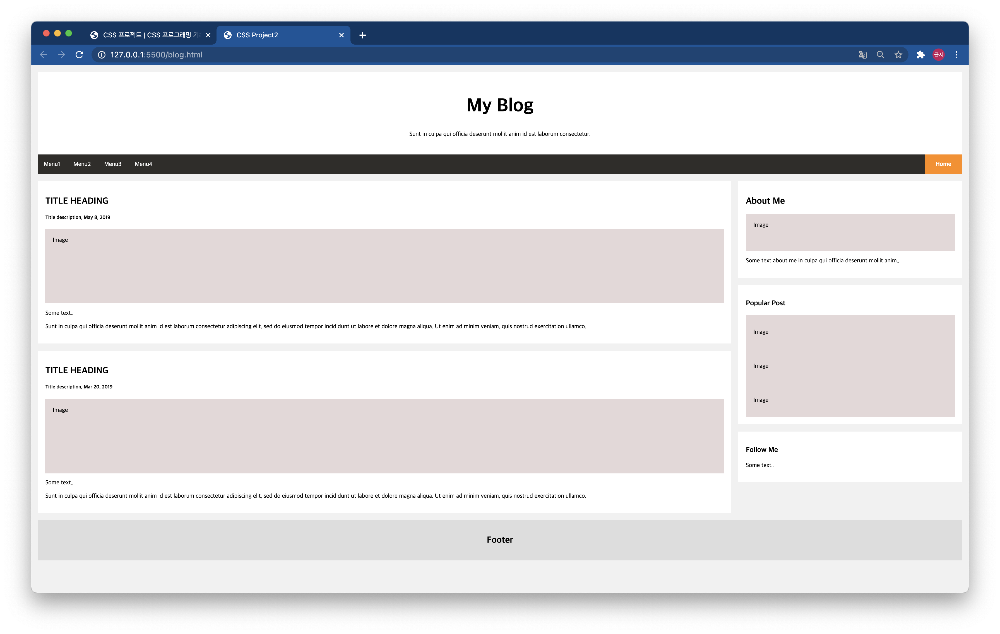 CSS 프로젝트 | CSS 프로그래밍
CSS Project2
127.0.0.1:5500/blog.html
균서
My Blog
Sunt in culpa qui officia deserunt mollit anim id est laborum consectetur.
Menu1 Menu2 Menu3 Menu4 Home
TITLE HEADING
Title description, May 8, 2019
Image
Some text..
Sunt in culpa qui officia deserunt mollit anim id est laborum consectetur adipiscing elit, sed do eiusmod tempor incididunt ut labore et dolore magna aliqua. Ut enim ad minim veniam, quis nostrud exercitation ullamco.
TITLE HEADING
Title description, Mar 20, 2019
Image
Some text..
Sunt in culpa qui officia deserunt mollit anim id est laborum consectetur adipiscing elit, sed do eiusmod tempor incididunt ut labore et dolore magna aliqua. Ut enim ad minim veniam, quis nostrud exercitation ullamco.
About Me
Image
Some text about me in culpa qui officia deserunt mollit anim..
Popular Post
Image
Image
Image
Follow Me
Some text..
Footer